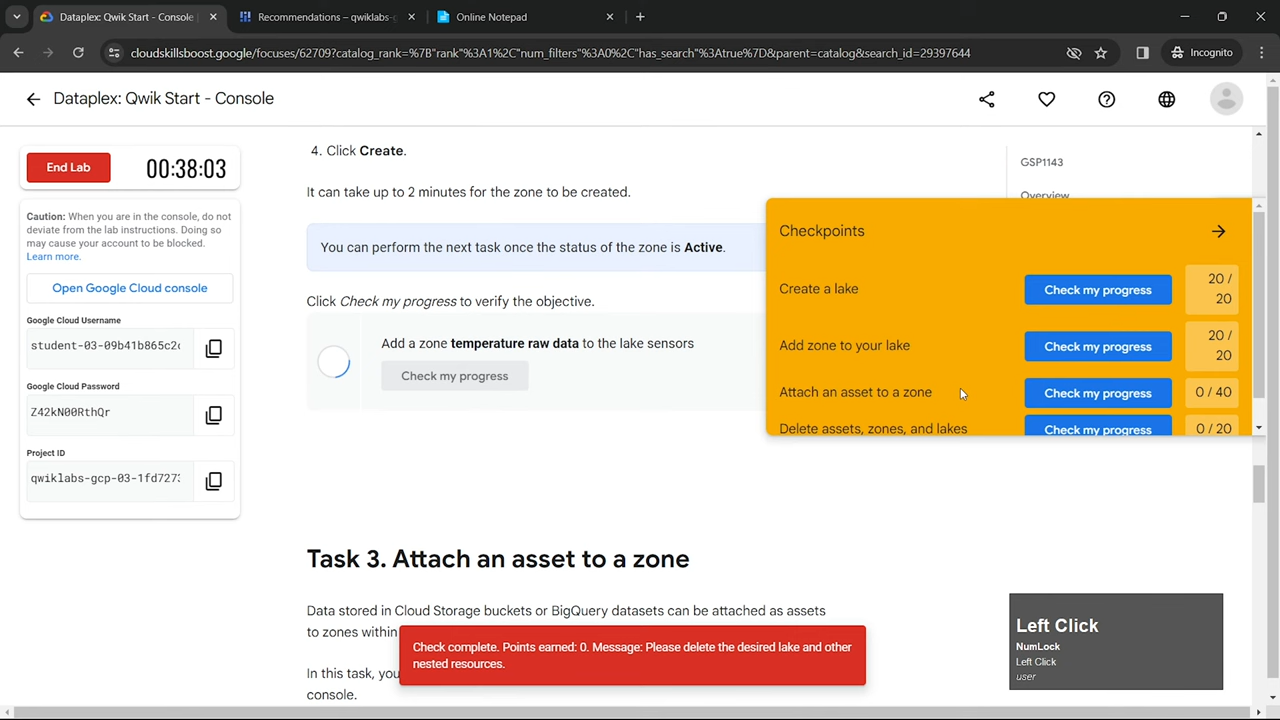 Dataplex: Qwik Start - Console
Recommendations – qwiklabs-g
Online Notepad
cloudskillsboost.google/focuses/62709?catalog_rank=%7B"rank"%3A1%2C"num_filters"%3A0%2C"has_search"%3Atrue%7D&parent=catalog&search_id=29397644
Incognito
Dataplex: Qwik Start - Console
End Lab
00:38:03
Caution: When you are in the console, do not
deviate from the lab instructions. Doing so
may cause your account to be blocked.
Learn more.
Open Google Cloud console
Google Cloud Username
student-03-09b41b865c2
Google Cloud Password
Z42kN00RthQr
Project ID
qwiklabs-gcp-03-1fd727
4. Click Create.
It can take up to 2 minutes for the zone to be created.
You can perform the next task once the status of the zone is Active.
Click Check my progress to verify the objective.
Add a zone temperature raw data to the lake sensors
Check my progress
GSP1143
Overview
Checkpoints
Create a lake
Check my progress
20 /
20
Add zone to your lake
Check my progress
20 /
20
Attach an asset to a zone
Check my progress
0 / 40
Delete assets, zones, and lakes
Check my progress
0 / 20
Task 3. Attach an asset to a zone
Data stored in Cloud Storage buckets or BigQuery datasets can be attached as assets
to zones within
In this task, you
console.
Check complete. Points earned: 0. Message: Please delete the desired lake and other
nested resources.
Left Click
NumLock
Left Click
user